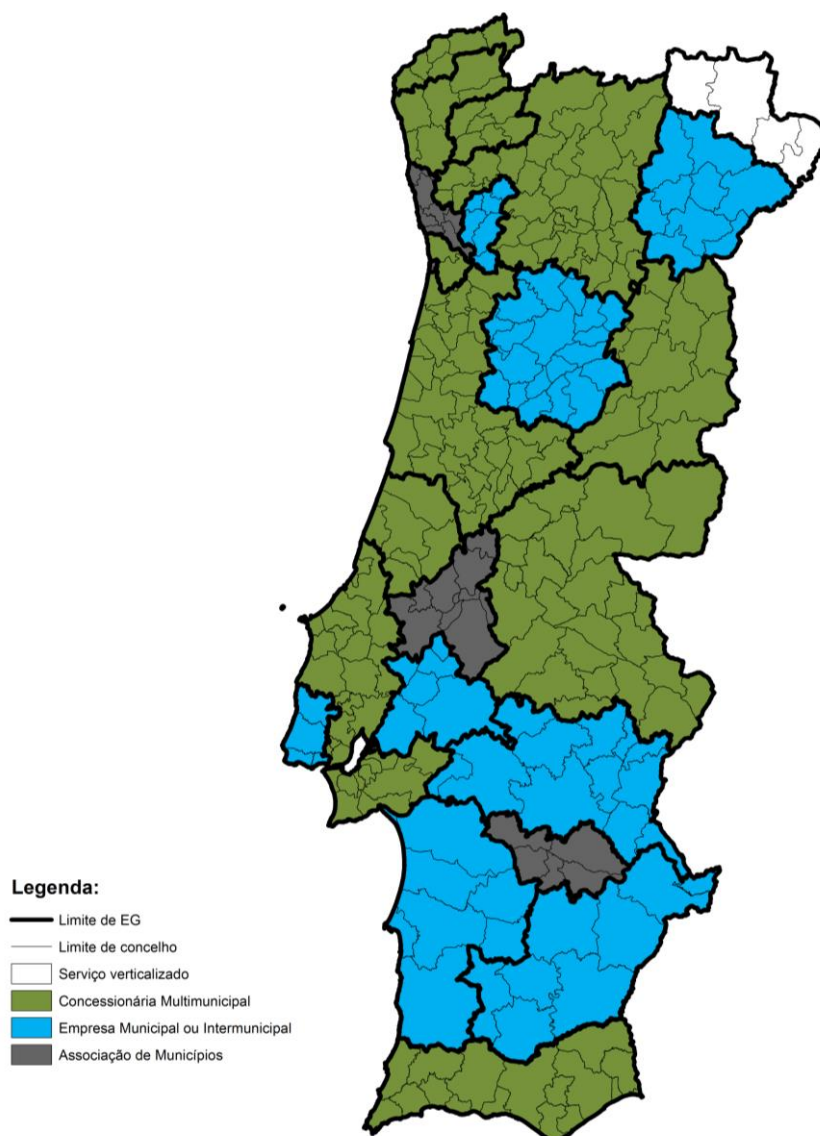 Legenda:
Limite de EG
Limite de concelho
Serviço verticalizado
Concessionária Multimunicipal
Empresa Municipal ou Intermunicipal
Associação de Municípios